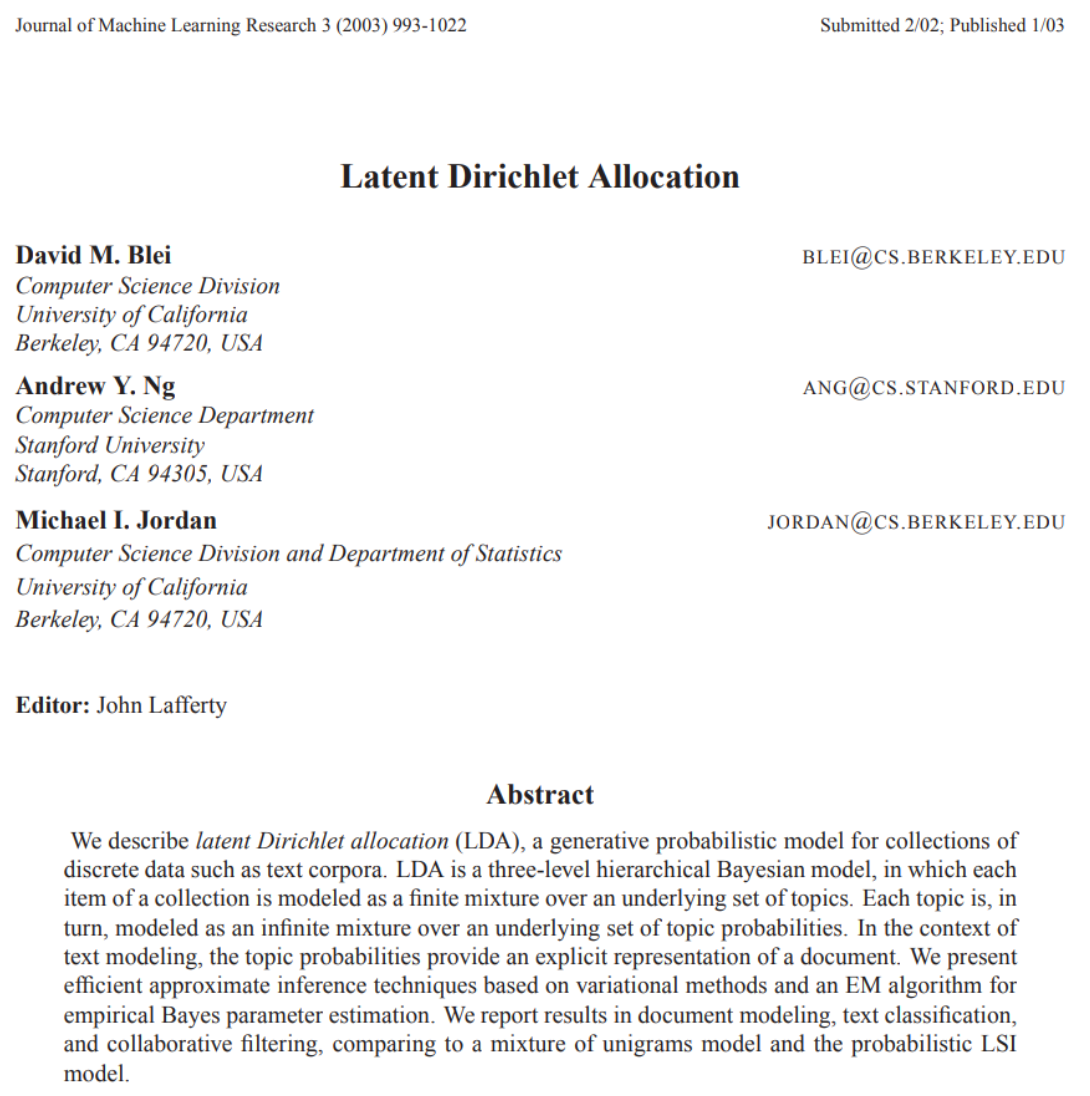 Journal of Machine Learning Research 3 (2003) 993-1022 Submitted 2/02; Published 1/03
Latent Dirichlet Allocation
David M. Blei BLEI@CS.BERKELEY.EDU
Computer Science Division
University of California
Berkeley, CA 94720, USA
Andrew Y. Ng ANG@CS.STANFORD.EDU
Computer Science Department
Stanford University
Stanford, CA 94305, USA
Michael I. Jordan JORDAN@CS.BERKELEY.EDU
Computer Science Division and Department of Statistics
University of California
Berkeley, CA 94720, USA
Editor: John Lafferty
Abstract
We describe latent Dirichlet allocation (LDA), a generative probabilistic model for collections of
discrete data such as text corpora. LDA is a three-level hierarchical Bayesian model, in which each
item of a collection is modeled as a finite mixture over an underlying set of topics. Each topic is, in
turn, modeled as an infinite mixture over an underlying set of topic probabilities. In the context of
text modeling, the topic probabilities provide an explicit representation of a document. We present
efficient approximate inference techniques based on variational methods and an EM algorithm for
empirical Bayes parameter estimation. We report results in document modeling, text classification,
and collaborative filtering, comparing to a mixture of unigrams model and the probabilistic LSI
model.